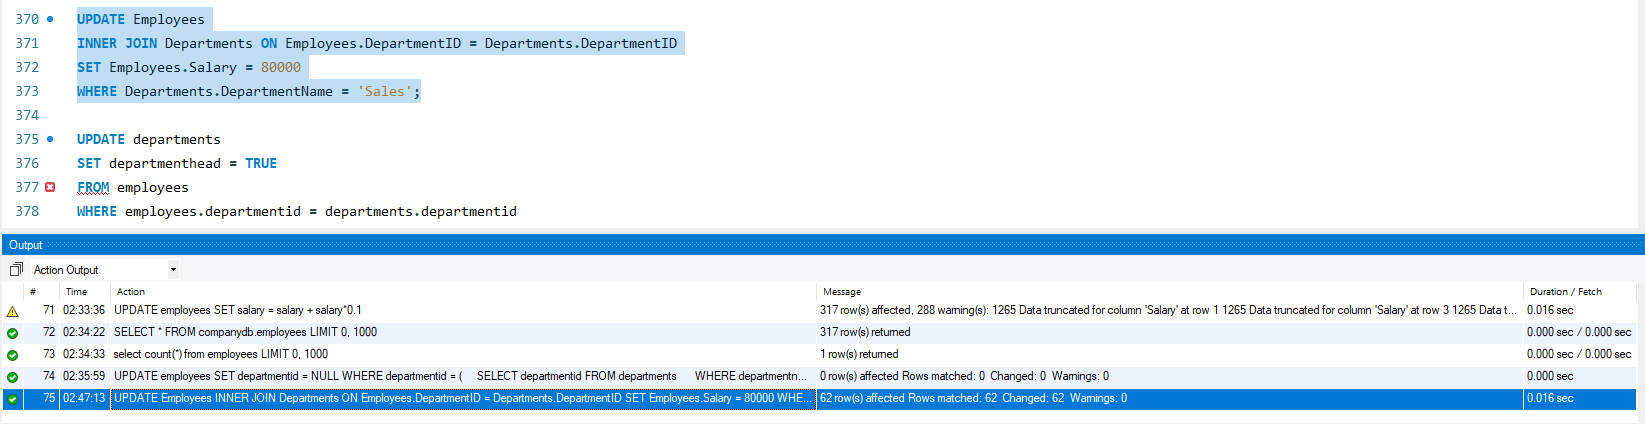 370 UPDATE Employees
371 INNER JOIN Departments ON Employees.DepartmentID = Departments.DepartmentID
372 SET Employees.Salary = 80000
373 WHERE Departments.DepartmentName = 'Sales';
374
375 UPDATE departments
376 SET departmenthead = TRUE
377 FROM employees
378 WHERE employees.departmentid = departments.departmentid
Output
Action Output
# Time Action Message Duration / Fetch
71 02:33:36 UPDATE employees SET salary = salary + salary*0.1 317 row(s) affected, 288 warning(s): 1265 Data truncated for column 'Salary' at row 1 1265 Data truncated for column 'Salary' at row 3 1265 Data t... 0.016 sec
72 02:34:22 SELECT * FROM companydb.employees LIMIT 0, 1000 317 row(s) returned 0.000 sec / 0.000 sec
73 02:34:33 select count(*) from employees LIMIT 0, 1000 1 row(s) returned 0.000 sec / 0.000 sec
74 02:35:59 UPDATE employees SET departmentid = NULL WHERE departmentid = ( SELECT departmentid FROM departments WHERE departmentn... 0 row(s) affected Rows matched: 0 Changed: 0 Warnings: 0 0.000 sec
75 02:47:13 UPDATE Employees INNER JOIN Departments ON Employees.DepartmentID = Departments.DepartmentID SET Employees.Salary = 80000 WHE... 62 row(s) affected Rows matched: 62 Changed: 62 Warnings: 0 0.016 sec